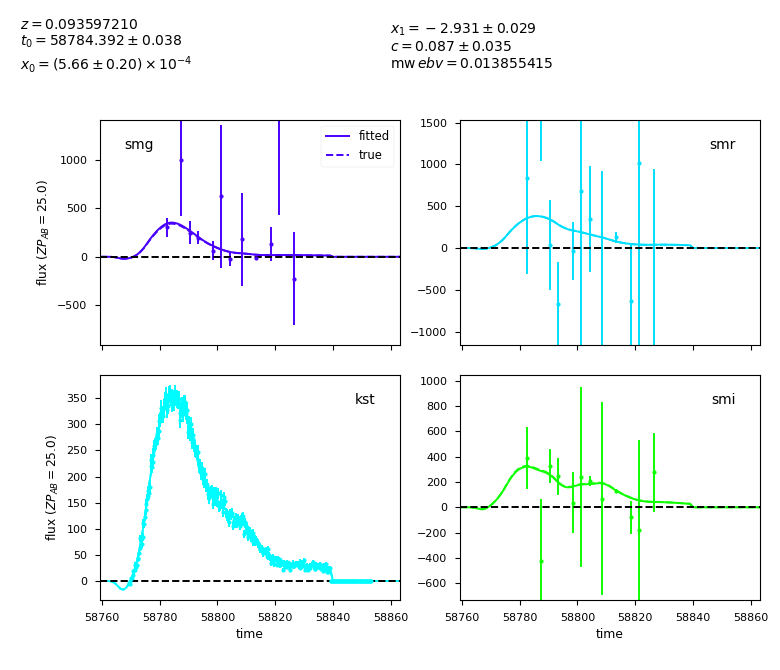 z = 0.093597210
t₀ = 58784.392 ± 0.038
x₀ = (5.66 ± 0.20) × 10⁻⁴
x₁ = −2.931 ± 0.029
c = 0.087 ± 0.035
mw ebv = 0.013855415
smg
fitted
true
1000
500
0
−500
flux (ZP_AB = 25.0)
smr
1500
1000
500
0
−500
−1000
kst
350
300
250
200
150
100
50
0
flux (ZP_AB = 25.0)
58760 58780 58800 58820 58840 58860
time
smi
1000
800
600
400
200
0
−200
−400
−600
58760 58780 58800 58820 58840 58860
time